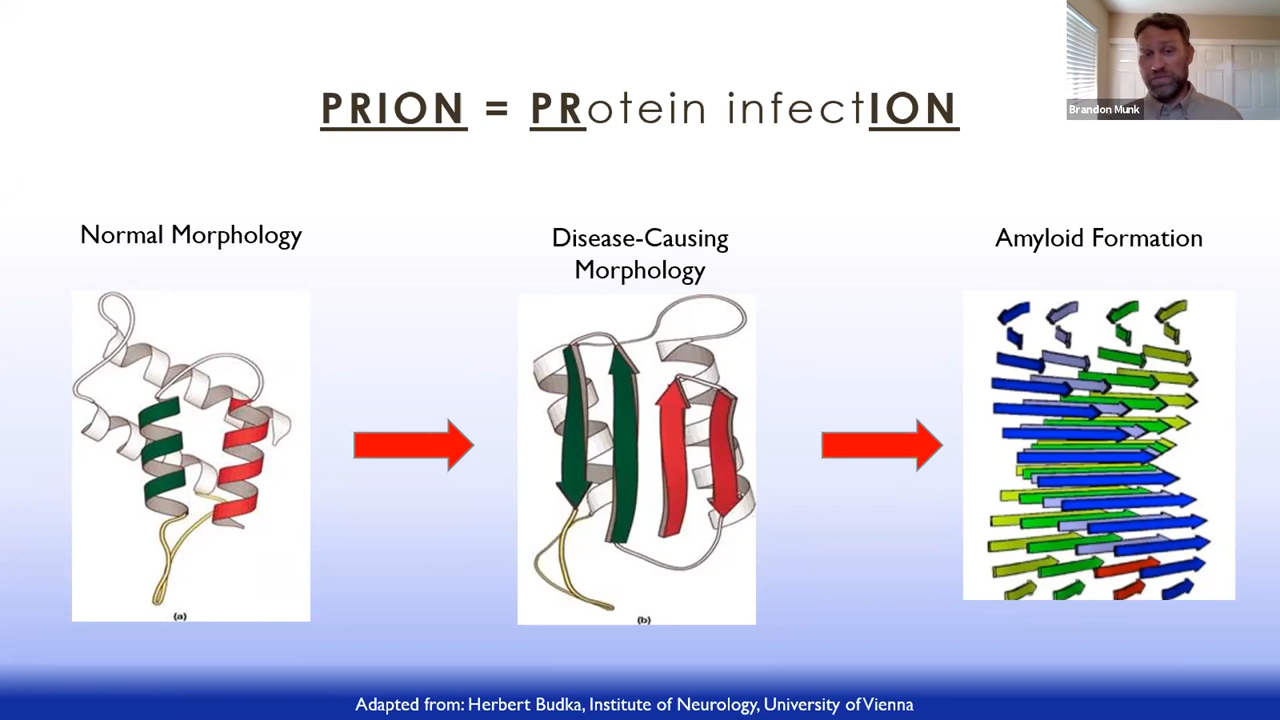 Brandon Munk
PRION = PRotein infectION
Normal Morphology
Disease-Causing
Morphology
Amyloid Formation
(a)
(b)
Adapted from: Herbert Budka, Institute of Neurology, University of Vienna